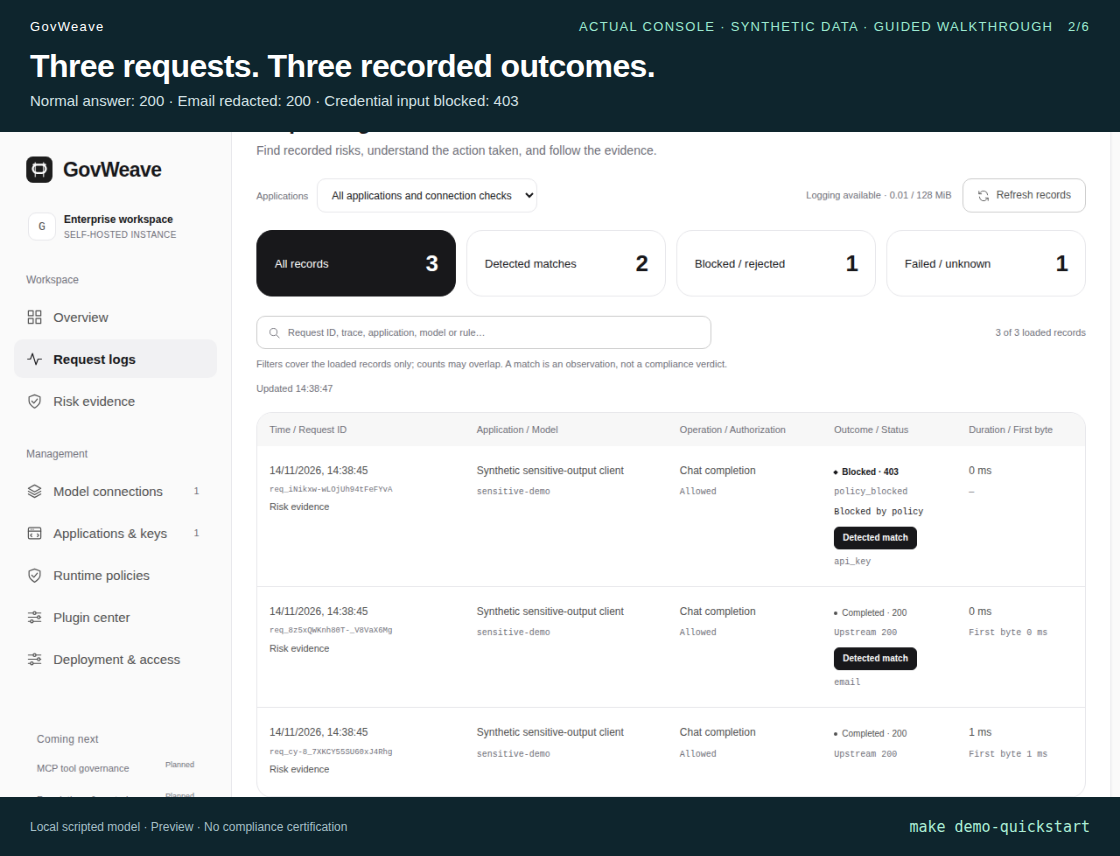 GovWeave
ACTUAL CONSOLE · SYNTHETIC DATA · GUIDED WALKTHROUGH 2/6
Three requests. Three recorded outcomes.
Normal answer: 200 · Email redacted: 200 · Credential input blocked: 403
GovWeave
G
Enterprise workspace
SELF-HOSTED INSTANCE
Workspace
Overview
Request logs
Risk evidence
Management
Model connections 1
Applications & keys 1
Runtime policies
Plugin center
Deployment & access
Coming next
MCP tool governance Planned
Planned
Find recorded risks, understand the action taken, and follow the evidence.
Applications All applications and connection checks Logging available · 0.01 / 128 MiB Refresh records
All records 3 Detected matches 2 Blocked / rejected 1 Failed / unknown 1
Request ID, trace, application, model or rule… 3 of 3 loaded records
Filters cover the loaded records only; counts may overlap. A match is an observation, not a compliance verdict.
Updated 14:38:47
Time / Request ID Application / Model Operation / Authorization Outcome / Status Duration / First byte
14/11/2026, 14:38:45 Synthetic sensitive-output client Chat completion Blocked · 403 0 ms
req_iNikxw-wLOjUh94tFeFYvA sensitive-demo Allowed policy_blocked —
Risk evidence Blocked by policy
Detected match
api_key
14/11/2026, 14:38:45 Synthetic sensitive-output client Chat completion Completed · 200 0 ms
req_8z5xQWKnh80T-_V8VaX6Mg sensitive-demo Allowed Upstream 200 First byte 0 ms
Risk evidence Detected match
email
14/11/2026, 14:38:45 Synthetic sensitive-output client Chat completion Completed · 200 1 ms
req_cy-8_7XKCY55SU60xJ4Rhg sensitive-demo Allowed Upstream 200 First byte 1 ms
Risk evidence
Local scripted model · Preview · No compliance certification
make demo-quickstart